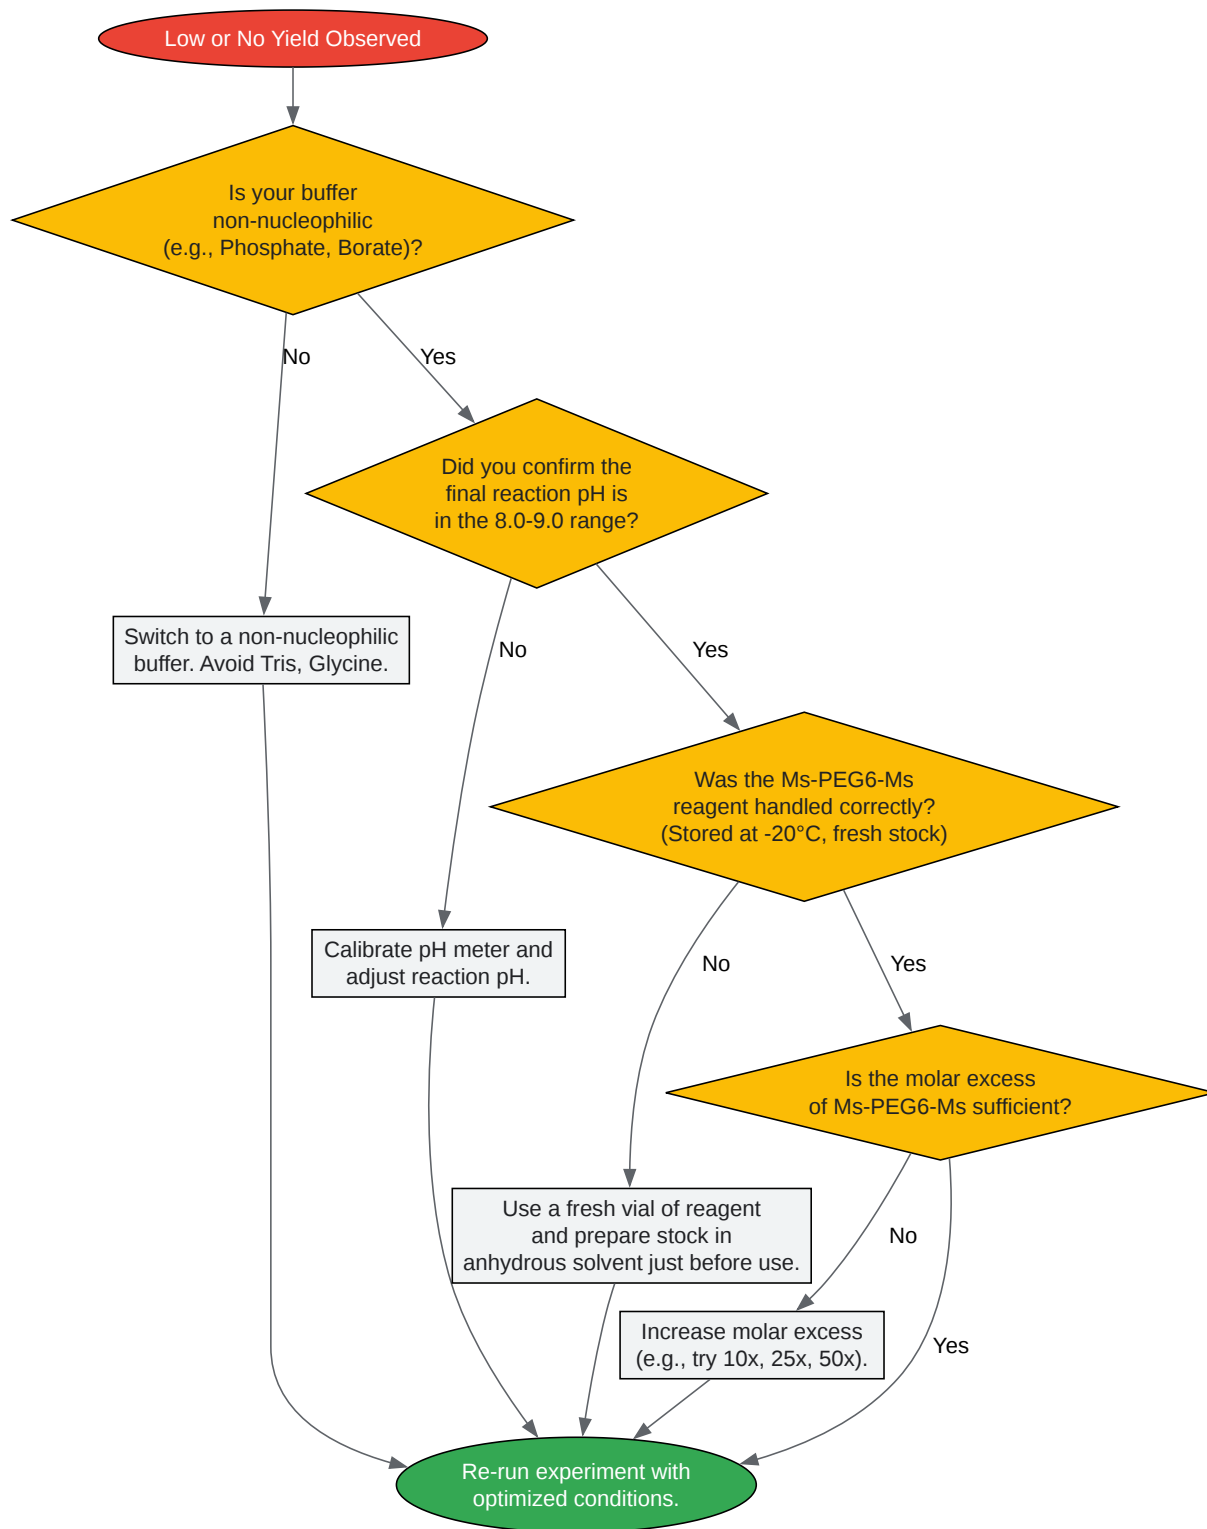 Low or No Yield Observed
Is your buffer
non-nucleophilic
(e.g., Phosphate, Borate)?
No
Yes
Did you confirm the
final reaction pH is
in the 8.0-9.0 range?
Switch to a non-nucleophilic
buffer. Avoid Tris, Glycine.
No
Yes
Was the Ms-PEG6-Ms
reagent handled correctly?
(Stored at -20°C, fresh stock)
Calibrate pH meter and
adjust reaction pH.
No
Yes
Is the molar excess
of Ms-PEG6-Ms sufficient?
Use a fresh vial of reagent
and prepare stock in
anhydrous solvent just before use.
No
Increase molar excess
(e.g., try 10x, 25x, 50x).
Yes
Re-run experiment with
optimized conditions.